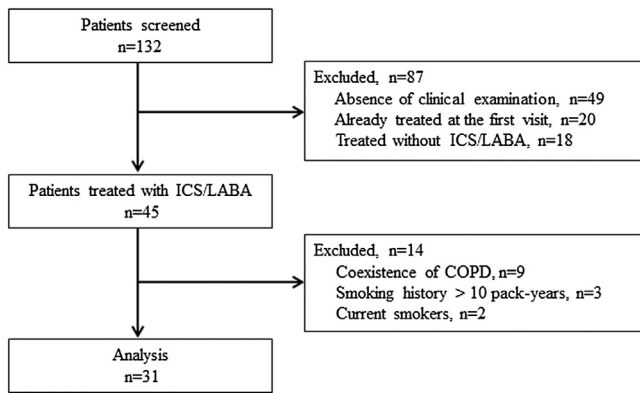 Patients screened
n=132
Excluded, n=87
Absence of clinical examination, n=49
Already treated at the first visit, n=20
Treated without ICS/LABA, n=18
Patients treated with ICS/LABA
n=45
Excluded, n=14
Coexistence of COPD, n=9
Smoking history > 10 pack-years, n=3
Current smokers, n=2
Analysis
n=31